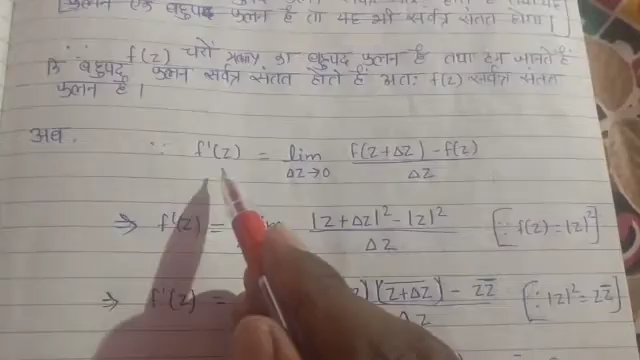 फलन एक बहुपद फलन है तो यह भी सर्वत्र संतत होगा।]
∵ f(z) चरों का बहुपद फलन है तथा हम जानते हैं
कि बहुपद फलन सर्वत्र संतत होते हैं अतः f(z) सर्वत्र संतत
फलन है।
अब
∵ f'(z) = lim Δz→0 f(z+Δz) - f(z) / Δz
⇒ f'(z) = |z+Δz|² - |z|² / Δz [∵ f(z) = |z|²]
⇒ f'(z) = z) (z̄+Δz̄) - zz̄ / Δz [∵ |z|² = zz̄]